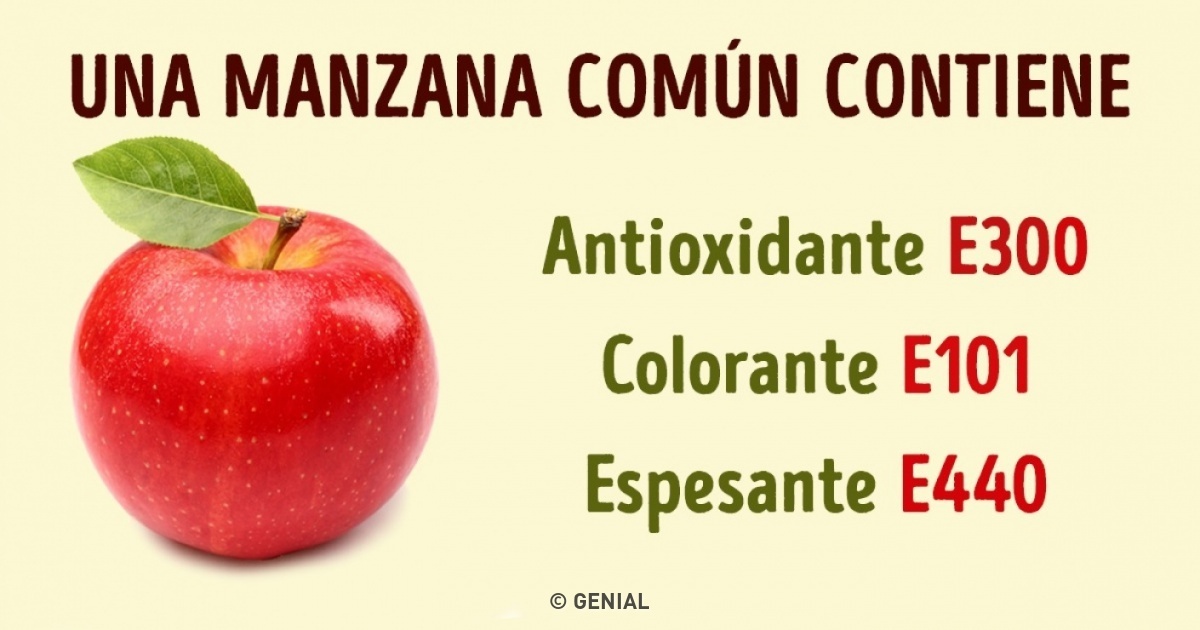 UNA MANZANA COMÚN CONTIENE
Antioxidante E300
Colorante E101
Espesante E440
© GENIAL